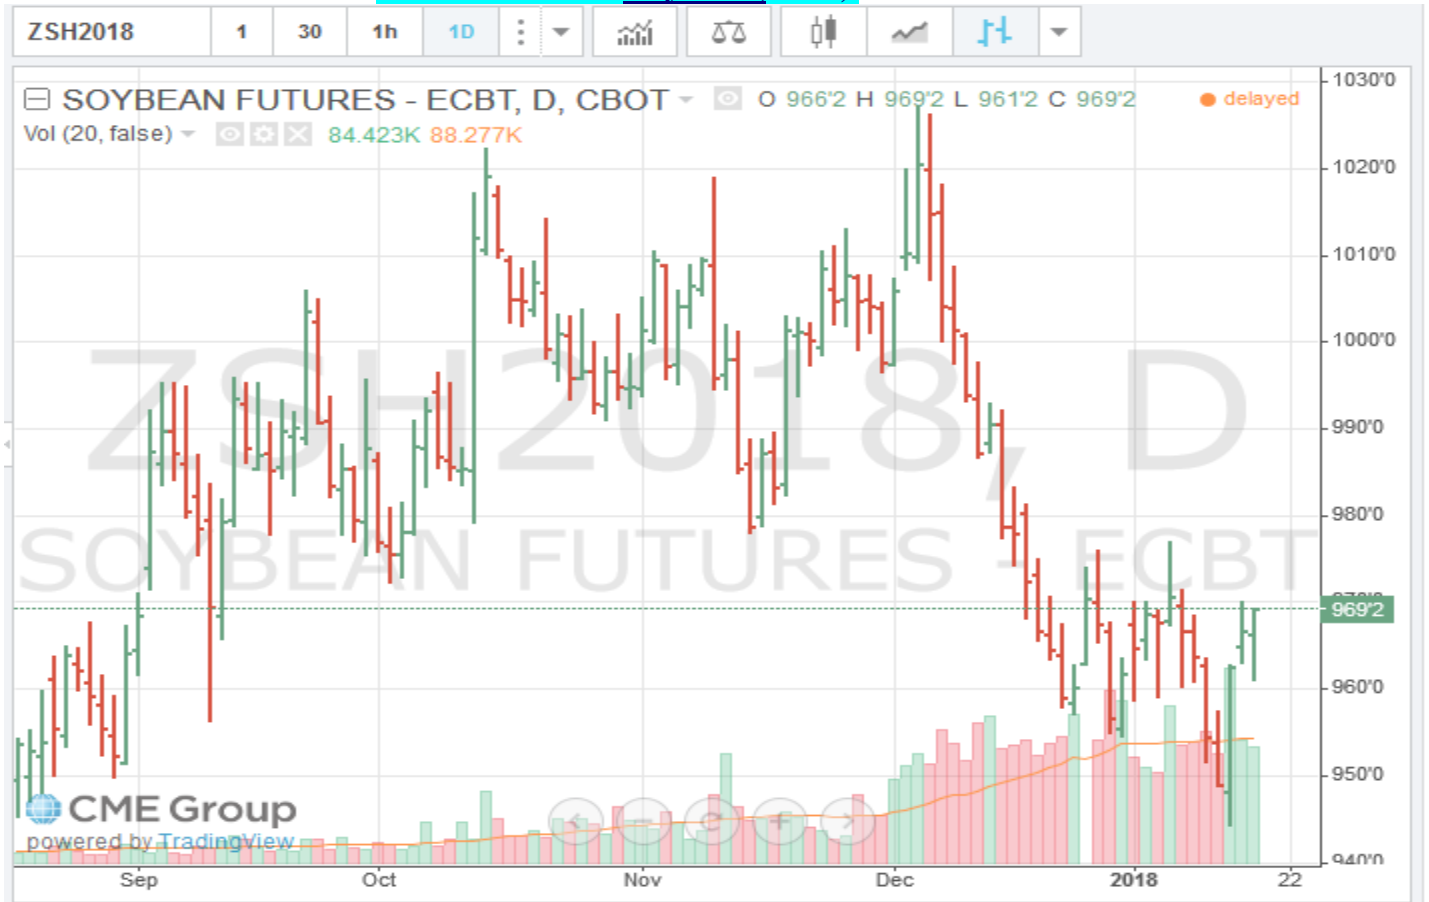 ZSH2018 1 30 1h 1D
SOYBEAN FUTURES - ECBT, D, CBOT O 966'2 H 969'2 L 961'2 C 969'2 delayed
Vol (20, false) 84.423K 88.277K
1030'0
1020'0
1010'0
1000'0
990'0
980'0
969'2
960'0
950'0
940'0
ZSH2018, D
SOYBEAN FUTURES - ECBT
CME Group
powered by TradingView
Sep Oct Nov Dec 2018 22